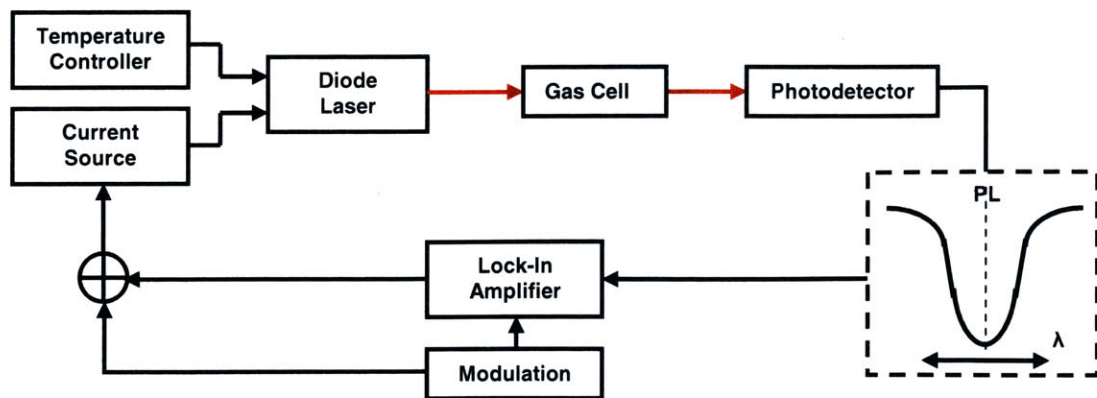 Temperature
Controller
Diode
Laser
Gas Cell
Photodetector
Current
Source
PL
Lock-In
Amplifier
λ
Modulation